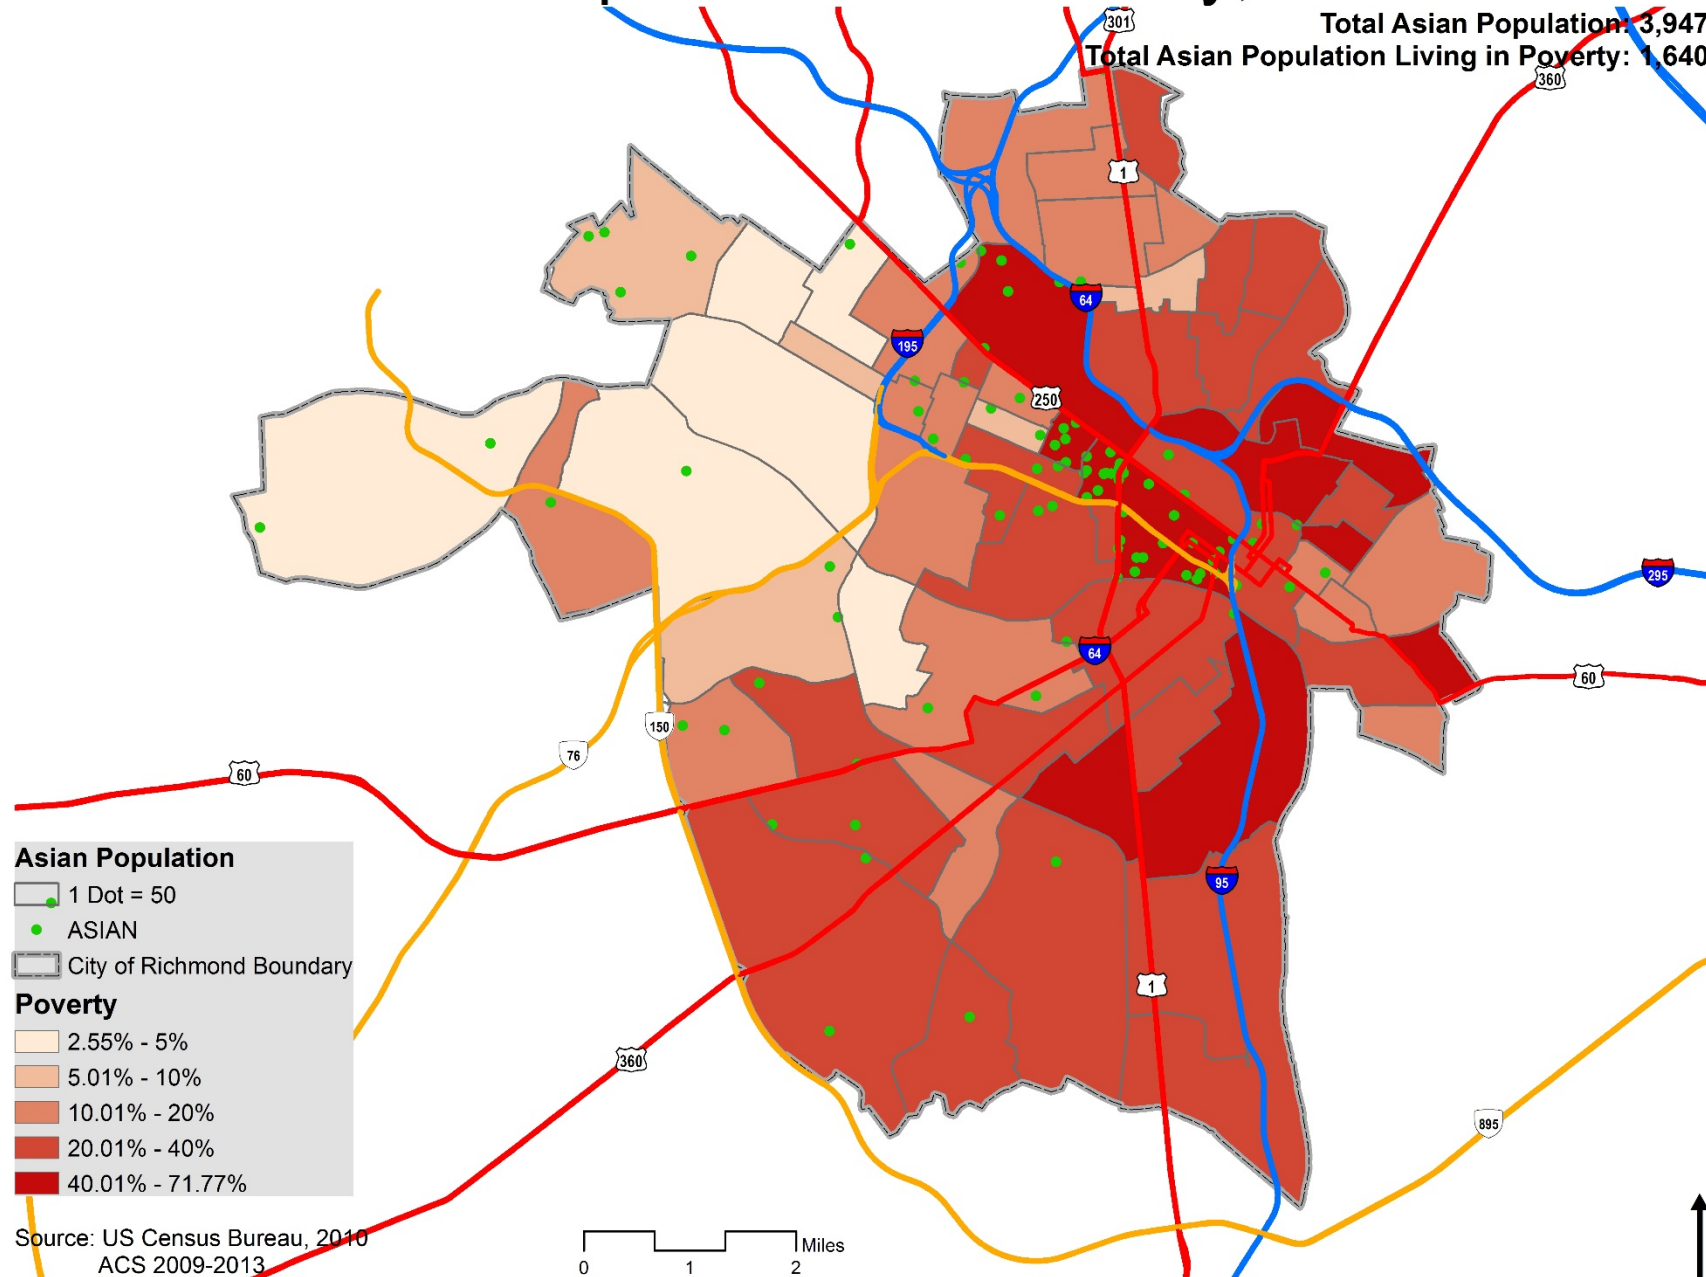 Total Asian Population: 3,947
Total Asian Population Living in Poverty: 1,640
301
360
1
64
195
250
295
64
60
150
76
60
95
1
360
895
Asian Population
1 Dot = 50
ASIAN
City of Richmond Boundary
Poverty
2.55% - 5%
5.01% - 10%
10.01% - 20%
20.01% - 40%
40.01% - 71.77%
Source: US Census Bureau, 2010
ACS 2009-2013
Miles
0 1 2